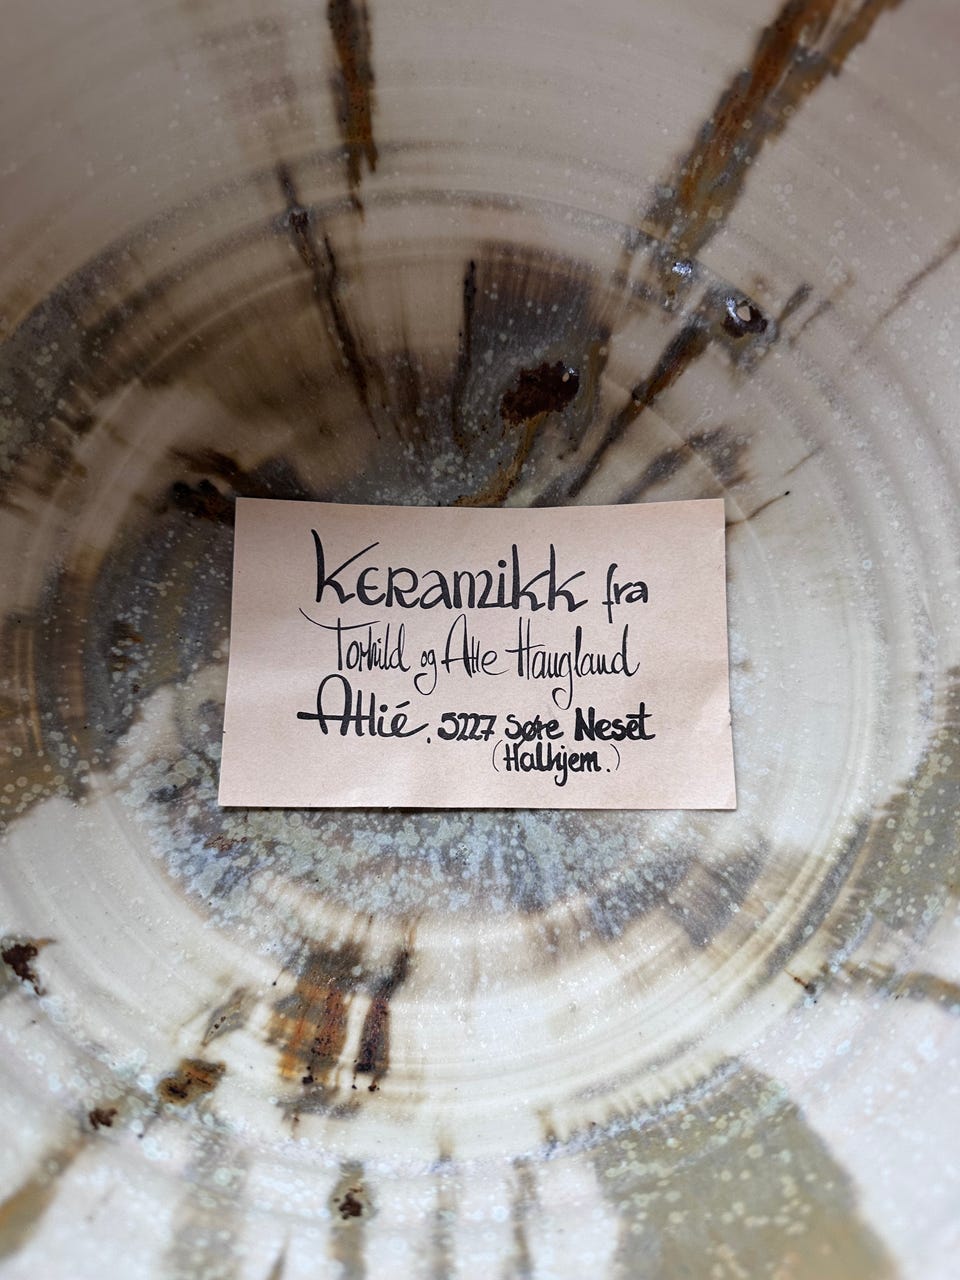 Keramikk fra
Torhild og Atle Haugland
Atlié, 5227 Søre Neset
(Halhjem.)